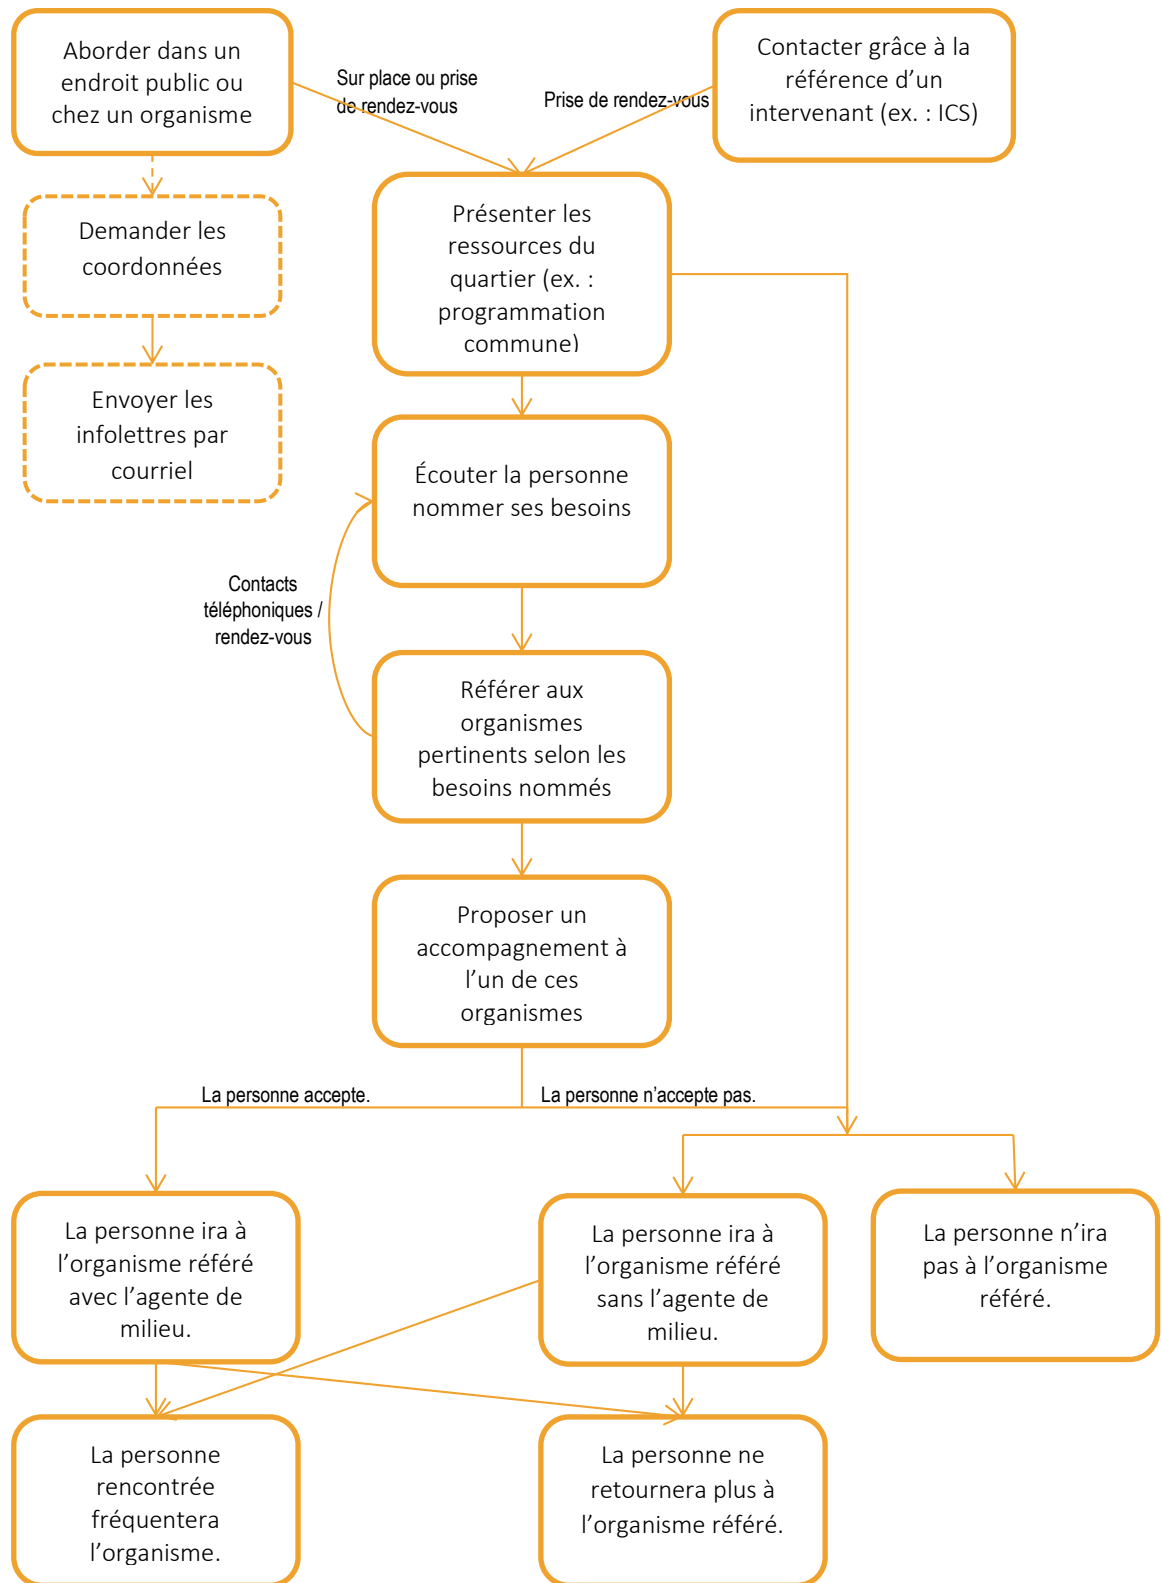 Aborder dans un
endroit public ou
chez un organisme
Sur place ou prise
de rendez-vous
Prise de rendez-vous
Contacter grâce à la
référence d’un
intervenant (ex. : ICS)
Demander les
coordonnées
Envoyer les
infolettres par
courriel
Présenter les
ressources du
quartier (ex. :
programmation
commune)
Écouter la personne
nommer ses besoins
Contacts
téléphoniques /
rendez-vous
Référer aux
organismes
pertinents selon les
besoins nommés
Proposer un
accompagnement à
l’un de ces
organismes
La personne accepte.
La personne n’accepte pas.
La personne ira à
l’organisme référé
avec l’agente de
milieu.
La personne ira à
l’organisme référé
sans l’agente de
milieu.
La personne n’ira
pas à l’organisme
référé.
La personne
rencontrée
fréquentera
l’organisme.
La personne ne
retournera plus à
l’organisme référé.